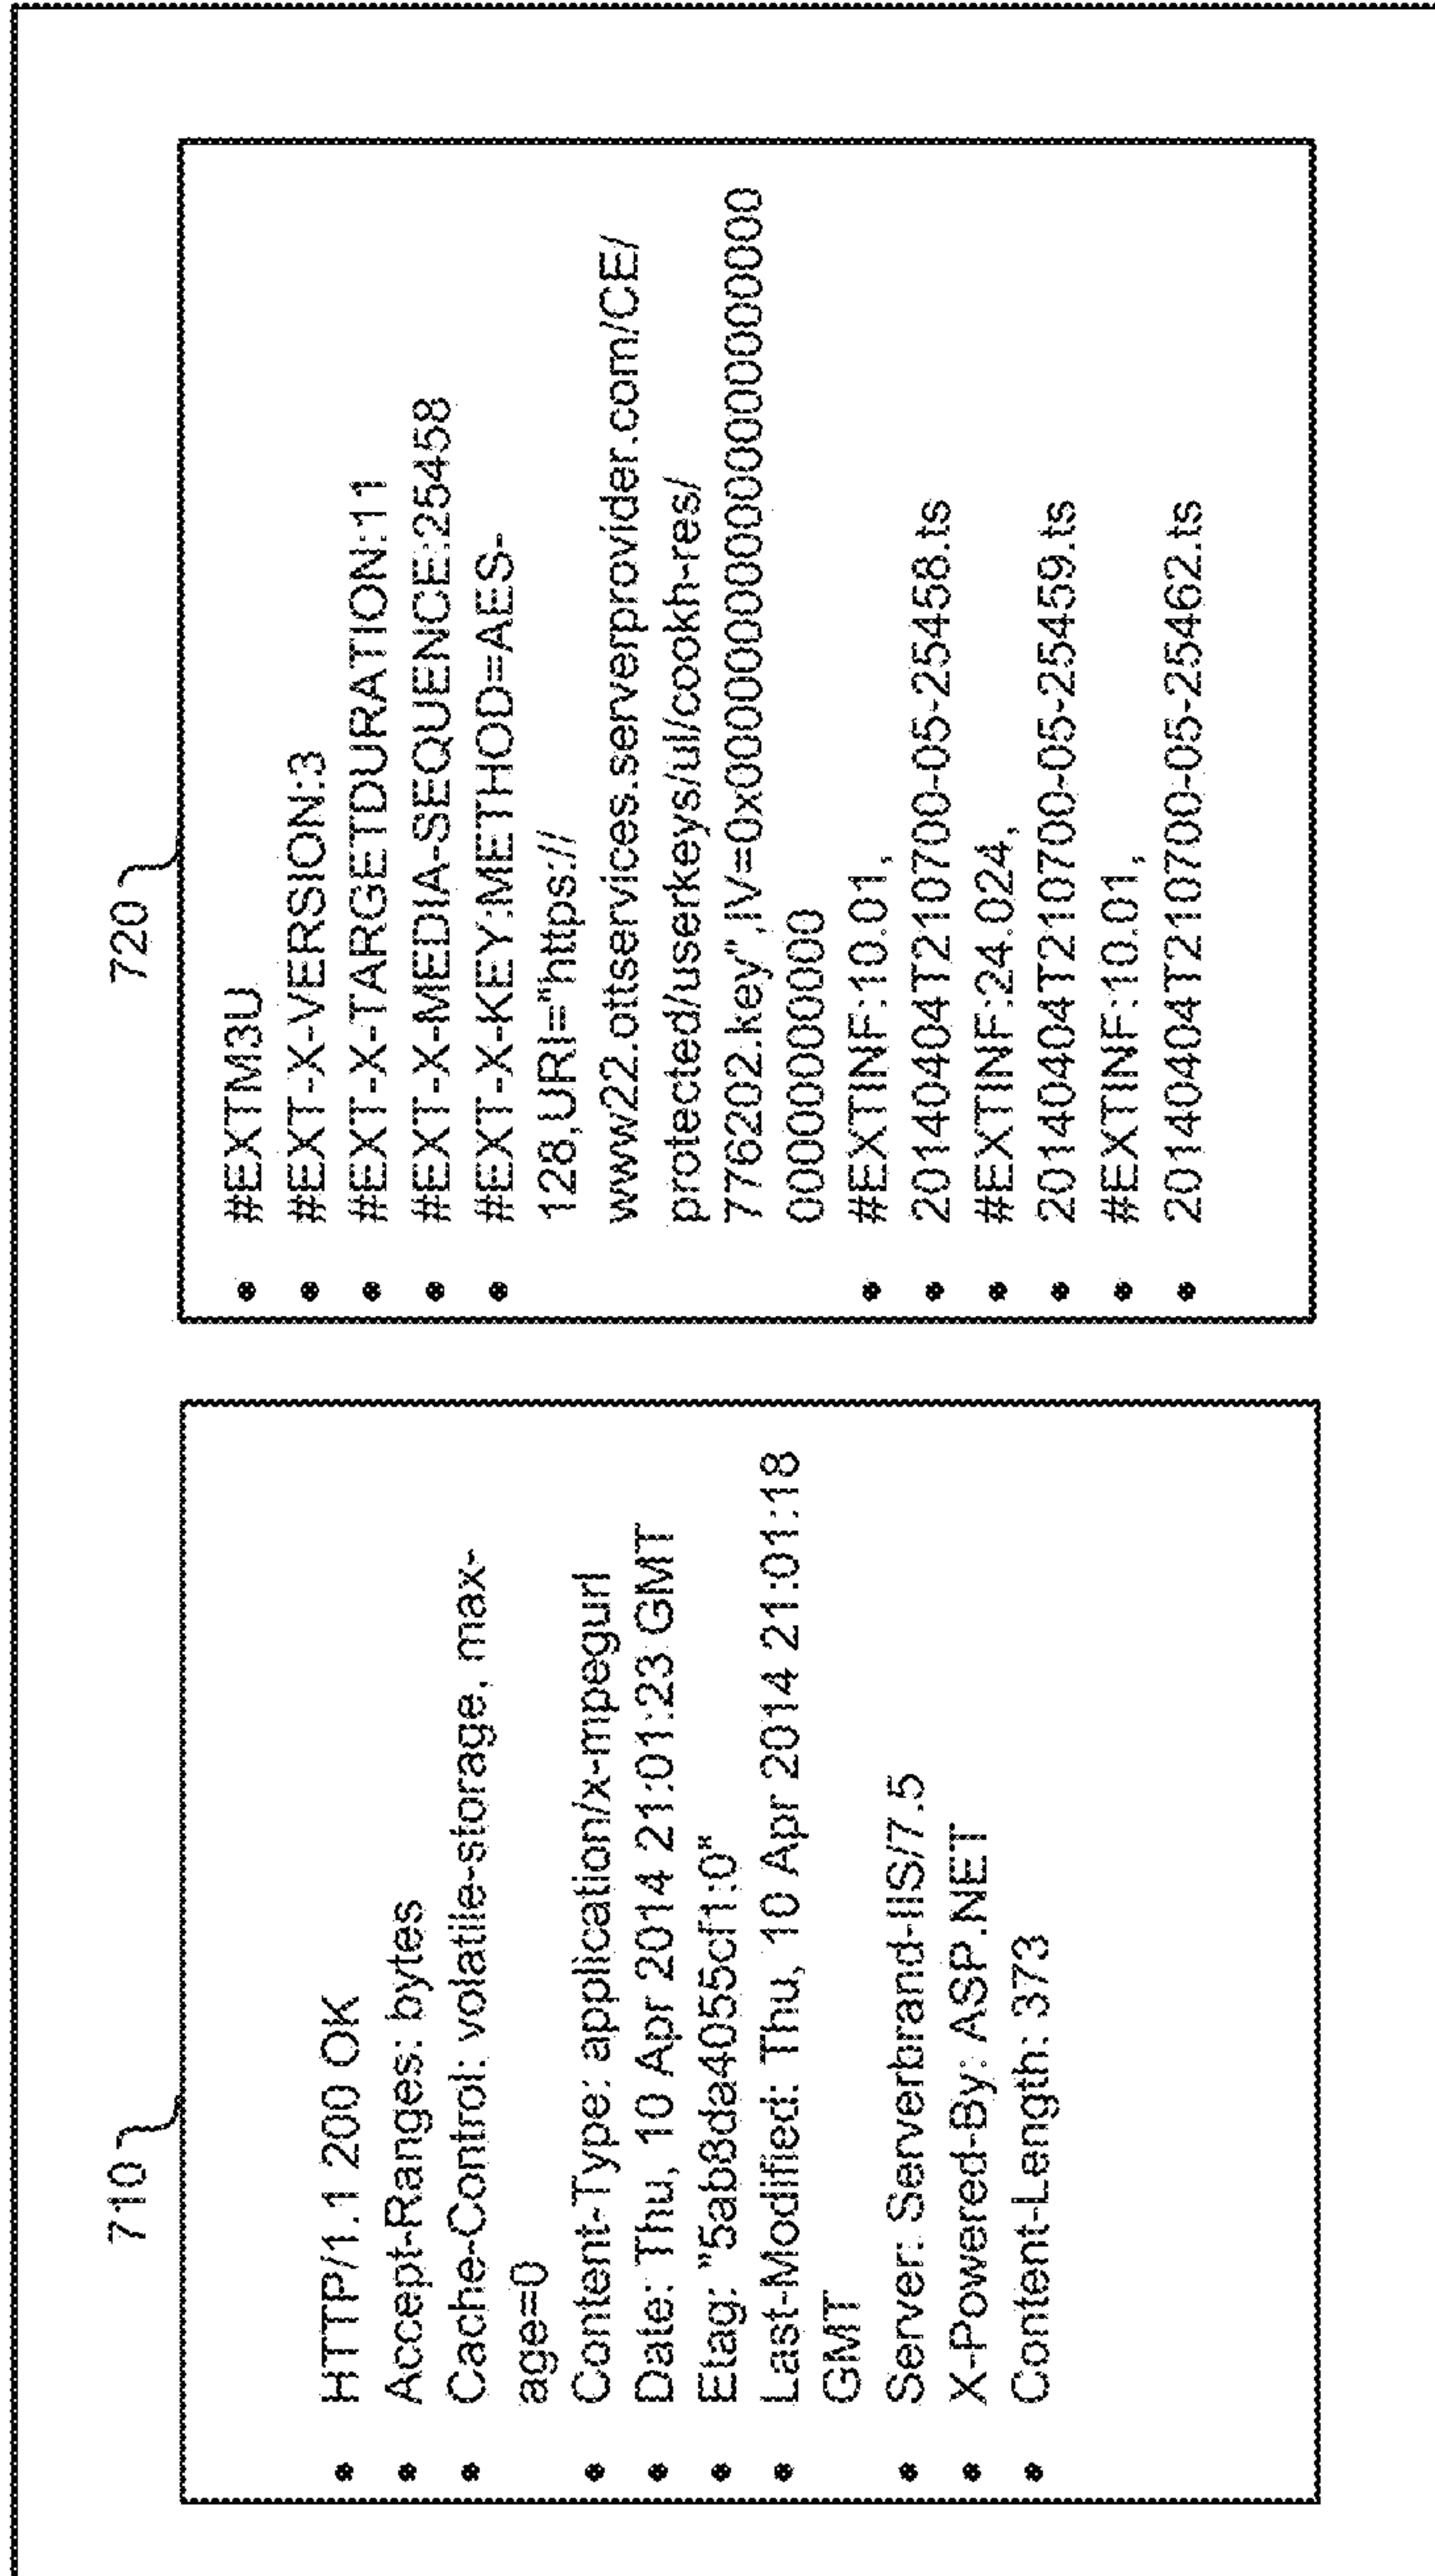 710
• HTTP/1.1 200 OK
• Accept-Ranges: bytes
• Cache-Control: volatile-storage, max-
age=0
• Content-Type: application/x-mpegurl
• Date: Thu, 10 Apr 2014 21:01:23 GMT
• Etag: "5ab8da4055cf1:0"
• Last-Modified: Thu, 10 Apr 2014 21:01:18
GMT
• Server: Serverbrand-IIS/7.5
• X-Powered-By: ASP.NET
• Content-Length: 373
720
• #EXTM3U
• #EXT-X-VERSION:3
• #EXT-X-TARGETDURATION:11
• #EXT-X-MEDIA-SEQUENCE:25458
• #EXT-X-KEY:METHOD=AES-
128,URI="https://
www22.ottservices.serverprovider.com/CE/
protected/userkeys/ul/cookh-res/
776202.key",IV=0x0000000000000000000000
0000000000
• #EXTINF:10.01,
• 20140404T210700-05-25458.ts
• #EXTINF:24.024,
• 20140404T210700-05-25459.ts
• #EXTINF:10.01,
• 20140404T210700-05-25462.ts